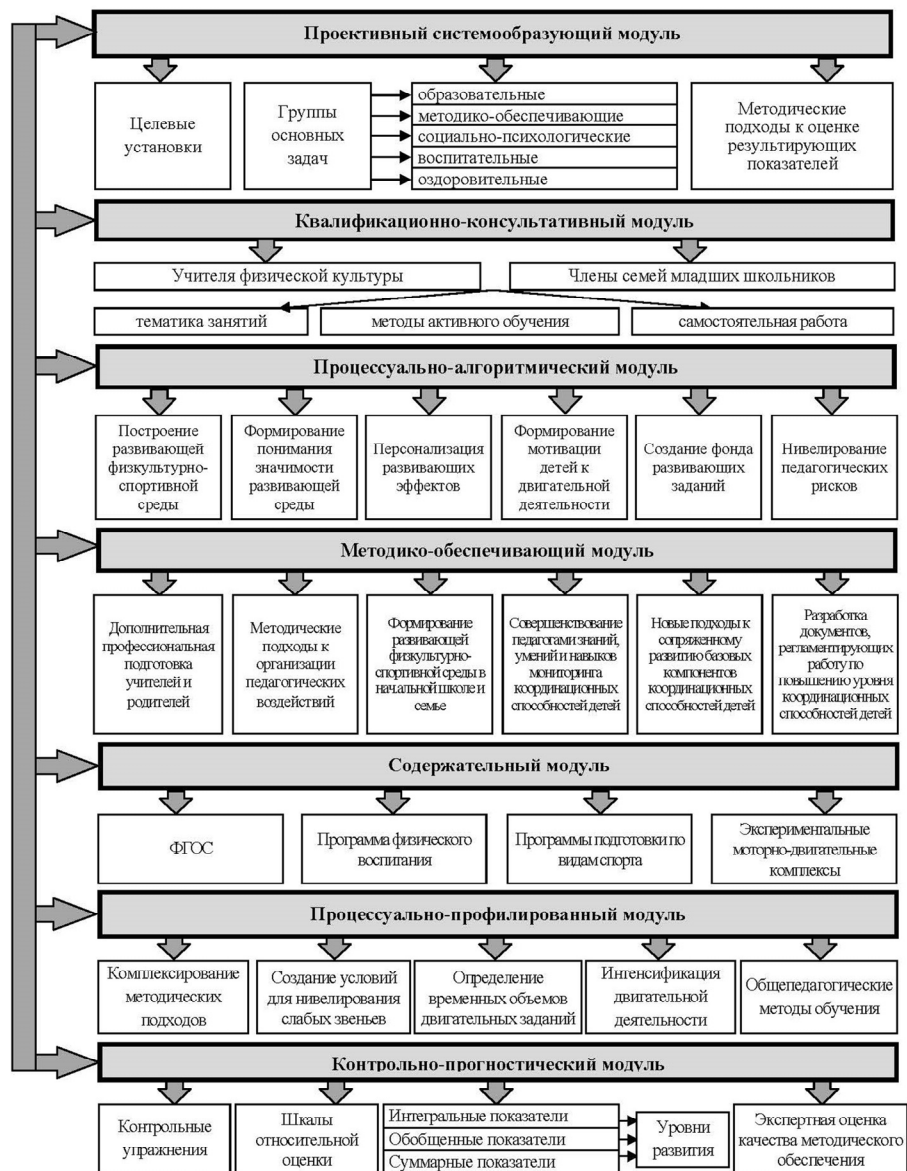 Проективный системообразующий модуль
Целевые
установки
Группы
основных
задач
образовательные
методико-обеспечивающие
социально-психологические
воспитательные
оздоровительные
Методические
подходы к оценке
результирующих
показателей
Квалификационно-консультативный модуль
Учителя физической культуры
Члены семей младших школьников
тематика занятий
методы активного обучения
самостоятельная работа
Процессуально-алгоритмический модуль
Построение
развивающей
физкультурно-
спортивной
среды
Формирование
понимания
значимости
развивающей
среды
Персонализация
развивающих
эффектов
Формирование
мотивации
детей к
двигательной
деятельности
Создание фонда
развивающих
заданий
Нивелирование
педагогических
рисков
Методико-обеспечивающий модуль
Дополнительная
профессиональная
подготовка
учителей и
родителей
Методические
подходы к
организации
педагогических
воздействий
Формирование
развивающей
физкультурно-
спортивной среды в
начальной школе и
семье
Совершенствование
педагогами знаний,
умений и навыков
мониторинга
координационных
способностей детей
Новые подходы к
сопряженному
развитию базовых
компонентов
координационных
способностей детей
Разработка
документов,
регламентирующих
работу по
повышению уровня
координационных
способностей детей
Содержательный модуль
ФГОС
Программа физического
воспитания
Программы подготовки по
видам спорта
Экспериментальные
моторно-двигательные
комплексы
Процессуально-профилированный модуль
Комплексирование
методических
подходов
Создание условий
для нивелирования
слабых звеньев
Определение
временных объемов
двигательных заданий
Интенсификация
двигательной
деятельности
Общепедагогические
методы обучения
Контрольно-прогностический модуль
Контрольные
упражнения
Шкалы
относительной
оценки
Интегральные показатели
Обобщенные показатели
Суммарные показатели
Уровни
развития
Экспертная оценка
качества методического
обеспечения